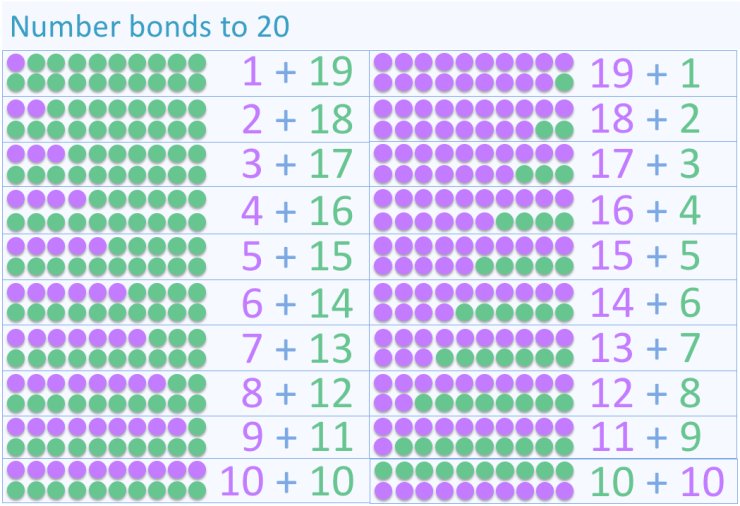 Number bonds to 20
1 + 19
19 + 1
2 + 18
18 + 2
3 + 17
17 + 3
4 + 16
16 + 4
5 + 15
15 + 5
6 + 14
14 + 6
7 + 13
13 + 7
8 + 12
12 + 8
9 + 11
11 + 9
10 + 10
10 + 10